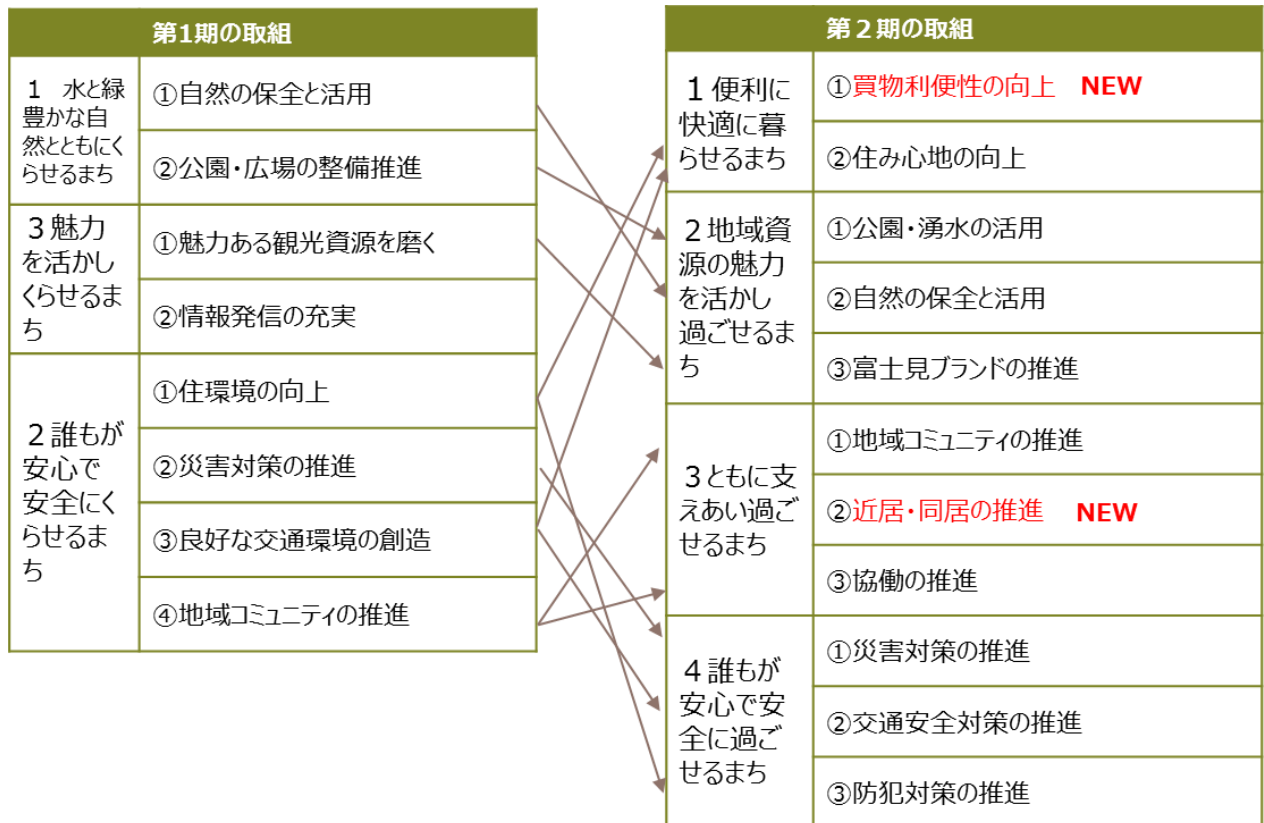 第1期の取組
1 水と緑
豊かな自
然とともにく
らせるまち
①自然の保全と活用
②公園・広場の整備推進
3魅力
を活かし
くらせるま
ち
①魅力ある観光資源を磨く
②情報発信の充実
2誰もが
安心で
安全にく
らせるま
ち
①住環境の向上
②災害対策の推進
③良好な交通環境の創造
④地域コミュニティの推進
第2期の取組
1便利に
快適に暮
らせるまち
①買物利便性の向上 NEW
②住み心地の向上
2地域資
源の魅力
を活かし
過ごせるま
ち
①公園・湧水の活用
②自然の保全と活用
③富士見ブランドの推進
3ともに支
えあい過ご
せるまち
①地域コミュニティの推進
②近居・同居の推進 NEW
③協働の推進
4誰もが
安心で安
全に過ご
せるまち
①災害対策の推進
②交通安全対策の推進
③防犯対策の推進